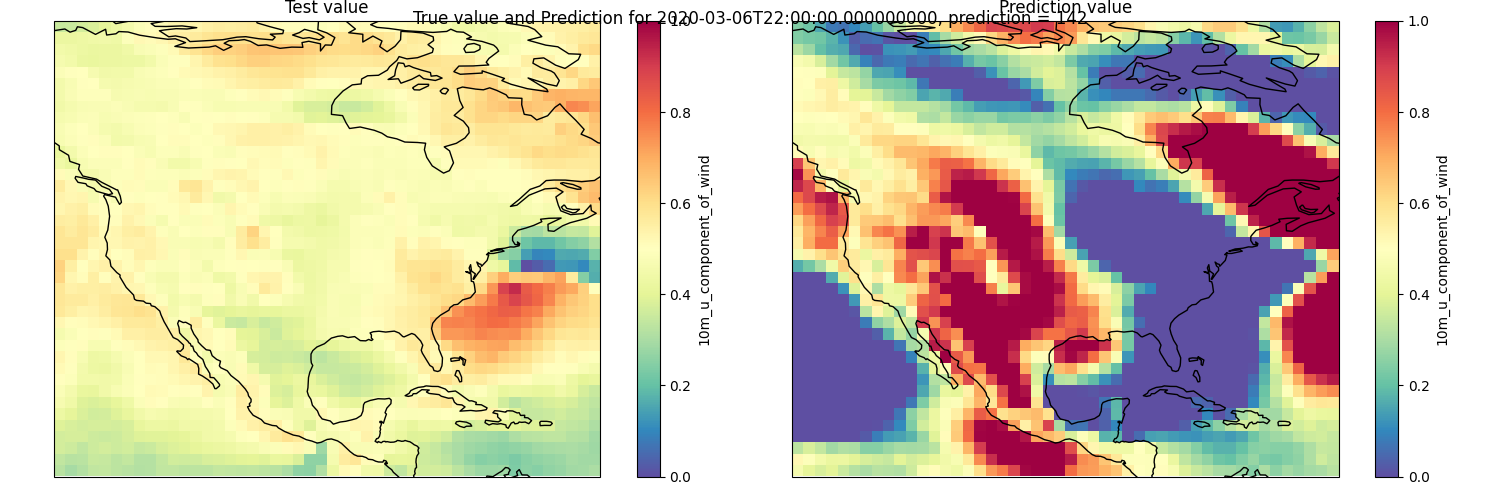 Test value
Prediction value
True value and Prediction for 2020-03-06T22:00:00.000000000, prediction = 142
1.0
0.8
0.6
0.4
0.2
0.0
10m_u_component_of_wind
1.0
0.8
0.6
0.4
0.2
0.0
10m_u_component_of_wind